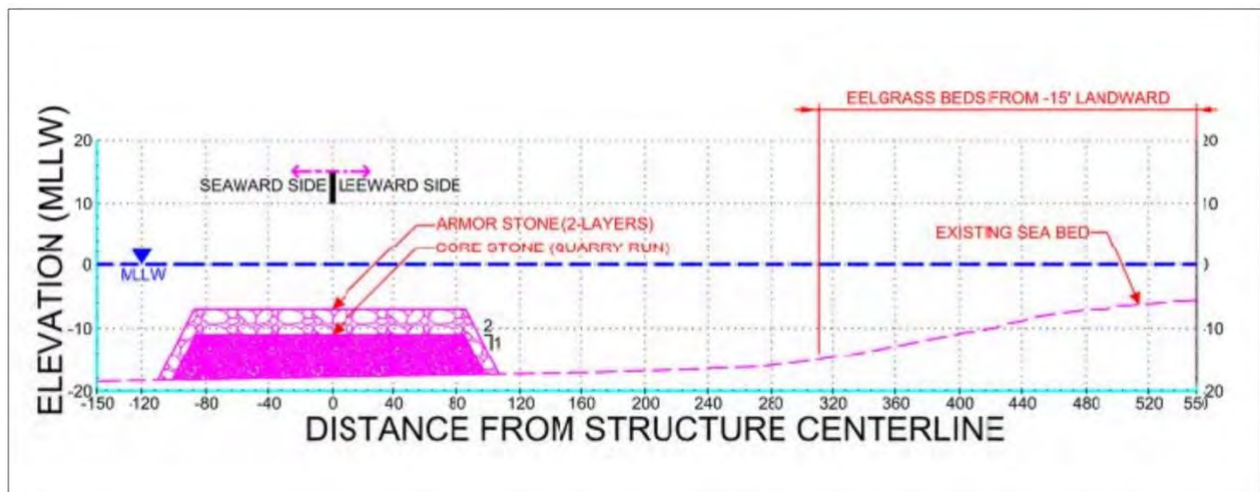 EELGRASS BEDS FROM -15' LANDWARD
ELEVATION (MLLW)
20
20
SEAWARD SIDE
LEEWARD SIDE
10
10
ARMOR STONE (2-LAYERS)
CORE STONE (QUARRY RUN)
EXISTING SEA BED
0
MLLW
-10
2
1
-10
-20
20
-150 -120 -80 -40 0 40 80 120 160 200 240 280 320 360 400 440 480 520 550
DISTANCE FROM STRUCTURE CENTERLINE